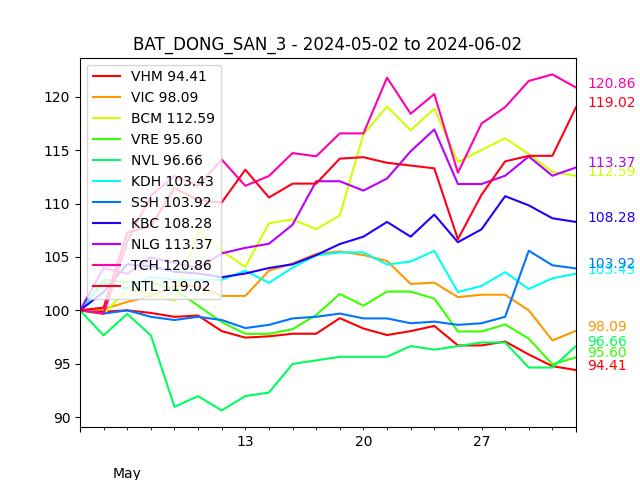 BAT_DONG_SAN_3 - 2024-05-02 to 2024-06-02
VHM 94.41
VIC 98.09
BCM 112.59
VRE 95.60
NVL 96.66
KDH 103.43
SSH 103.92
KBC 108.28
NLG 113.37
TCH 120.86
NTL 119.02
120
115
110
105
100
95
90
120.86
119.02
113.37
112.59
108.28
103.92
103.43
98.09
96.66
95.60
94.41
13
20
27
May